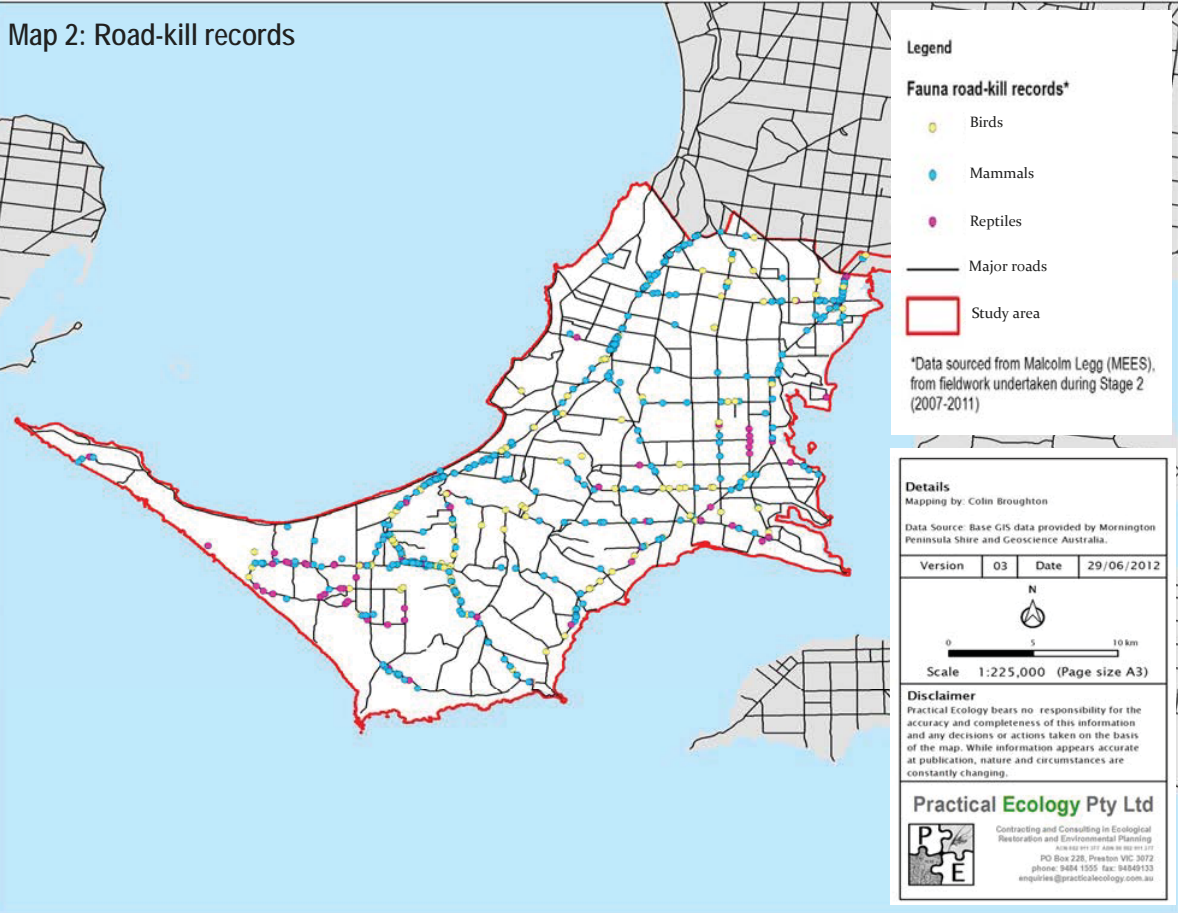 Map 2: Road-kill records
Legend
Fauna road-kill records*
Birds
Mammals
Reptiles
Major roads
Study area
*Data sourced from Malcolm Legg (MEES),
from fieldwork undertaken during Stage 2
(2007-2011)
Details
Mapping by: Colin Broughton
Data Source: Base GIS data provided by Mornington
Peninsula Shire and Geoscience Australia.
Version 03 Date 29/06/2012
N
0 5 10 km
Scale 1:225,000 (Page size A3)
Disclaimer
Practical Ecology bears no responsibility for the
accuracy and completeness of this information
and any decisions or actions taken on the basis
of the map. While information appears accurate
at publication, nature and circumstances are
constantly changing.
Practical Ecology Pty Ltd
P
E
Contracting and Consulting in Ecological
Restoration and Environmental Planning
PO Box 228, Preston VIC 3072
phone: 9484 1555 fax: 94849133
enquiries@practicalecology.com.au